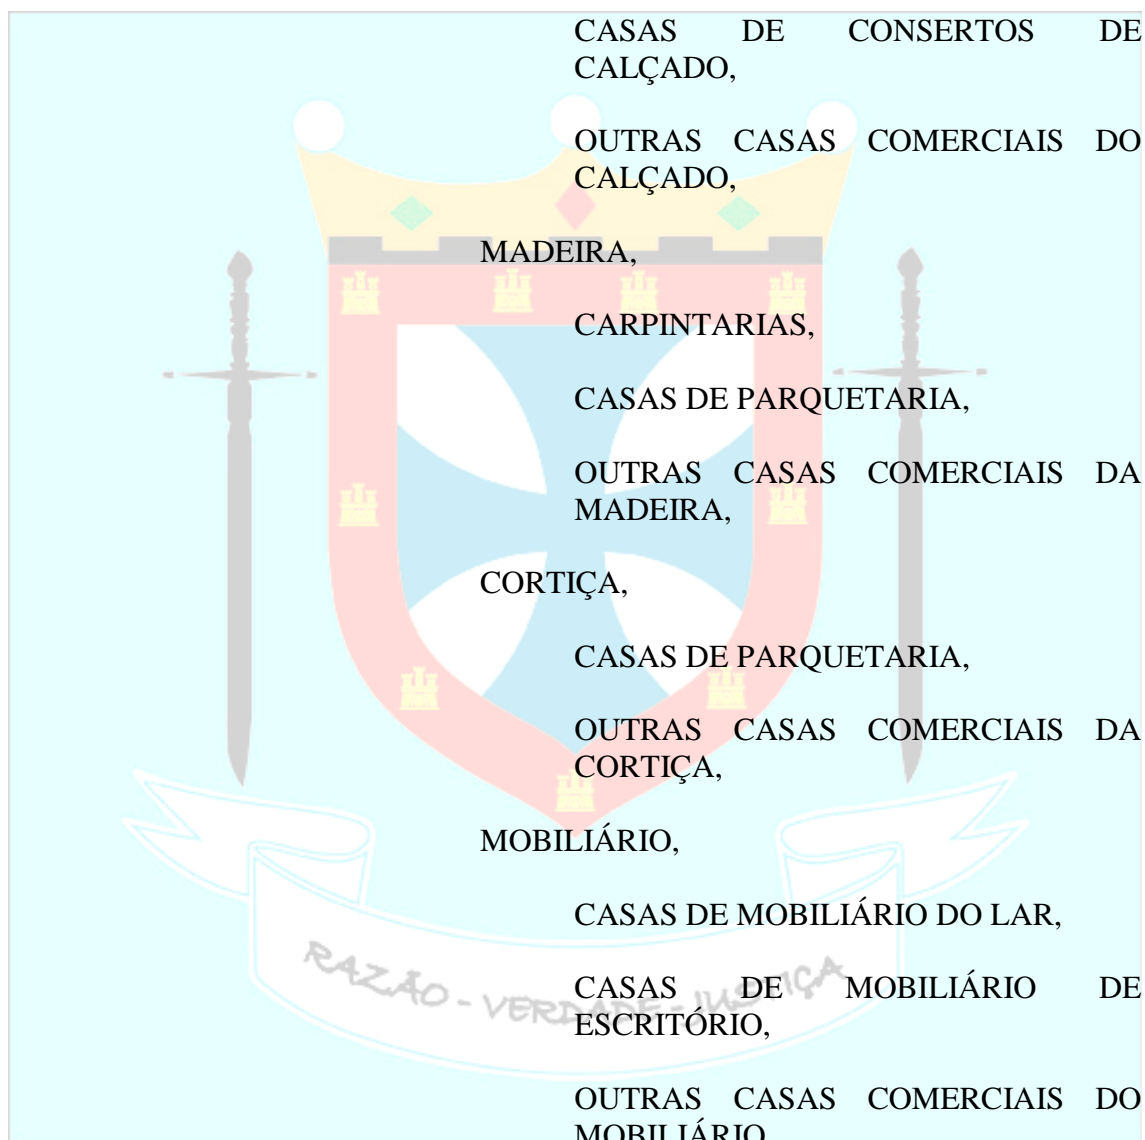 CASAS DE CONSERTOS DE
CALÇADO,
OUTRAS CASAS COMERCIAIS DO
CALÇADO,
MADEIRA,
CARPINTARIAS,
CASAS DE PARQUETARIA,
OUTRAS CASAS COMERCIAIS DA
MADEIRA,
CORTIÇA,
CASAS DE PARQUETARIA,
OUTRAS CASAS COMERCIAIS DA
CORTIÇA,
MOBILIÁRIO,
CASAS DE MOBILIÁRIO DO LAR,
RAZÃO - VERDADE - JUSTIÇA
CASAS DE MOBILIÁRIO DE
ESCRITÓRIO,
OUTRAS CASAS COMERCIAIS DO
MOBILIÁRIO